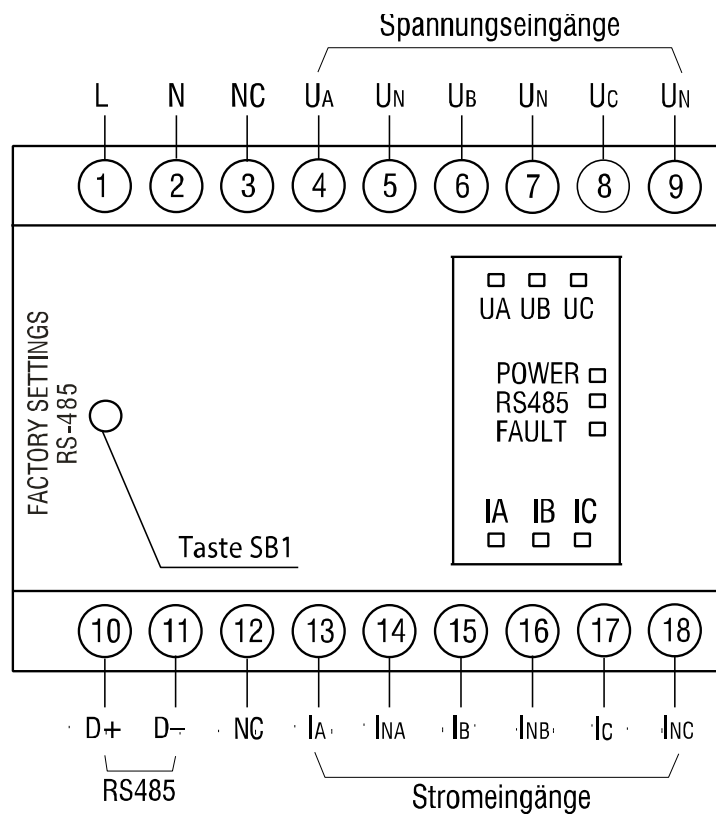 Spannungseingänge
L N NC UA UN UB UN UC UN
1 2 3 4 5 6 7 8 9
UA UB UC
FACTORY SETTINGS
RS-485
POWER
RS485
FAULT
IA IB IC
Taste SB1
10 11 12 13 14 15 16 17 18
D+ D- NC IA INA IB INB IC INC
RS485
Stromeingänge